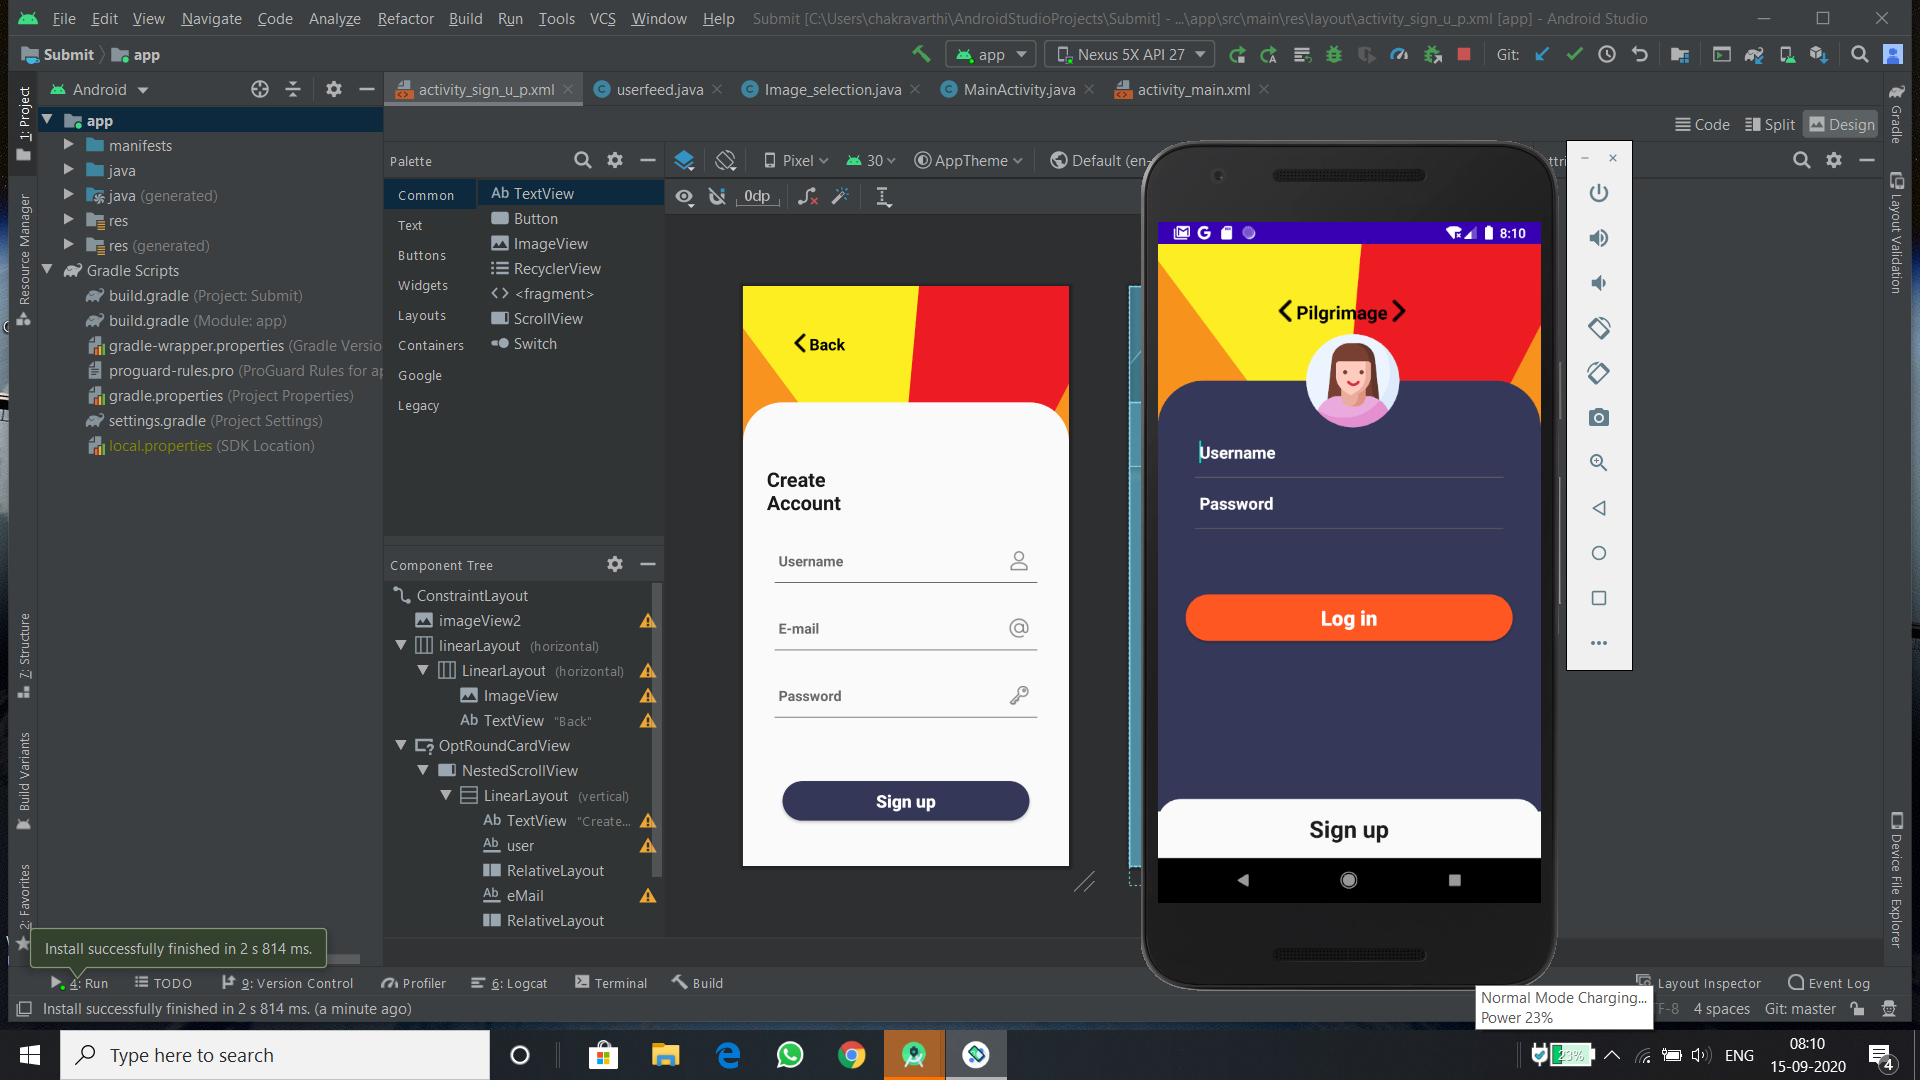 File Edit View Navigate Code Analyze Refactor Build Run Tools VCS Window Help Submit [C:\Users\chakravarthi\AndroidStudioProjects\Submit] - ...\app\src\main\res\layout\activity_sign_u_p.xml [app] - Android Studio
Submit app
app Nexus 5X API 27 Git:
Android
activity_sign_u_p.xml userfeed.java Image_selection.java MainActivity.java activity_main.xml
Code Split Design
1: Project
Resource Manager
7: Structure
Build Variants
2: Favorites
app
manifests
java
java (generated)
res
res (generated)
Gradle Scripts
build.gradle (Project: Submit)
build.gradle (Module: app)
gradle-wrapper.properties (Gradle Versio
proguard-rules.pro (ProGuard Rules for ap
gradle.properties (Project Properties)
settings.gradle (Project Settings)
local.properties (SDK Location)
Palette
Common
Text
Buttons
Widgets
Layouts
Containers
Google
Legacy
Ab TextView
Button
ImageView
RecyclerView
<fragment>
ScrollView
Switch
Component Tree
ConstraintLayout
imageView2
linearLayout (horizontal)
LinearLayout (horizontal)
ImageView
Ab TextView "Back"
OptRoundCardView
NestedScrollView
LinearLayout (vertical)
Ab TextView "Create...
Ab user
RelativeLayout
Ab eMail
RelativeLayout
Pixel 30 AppTheme Default (en-
ttri
0dp
Back
Create
Account
Username
E-mail
Password
Sign up
8:10
Pilgrimage
Username
Password
Log in
Sign up
Gradle
Layout Validation
Device File Explorer
Install successfully finished in 2 s 814 ms.
4: Run TODO 9: Version Control Profiler 6: Logcat Terminal Build Layout Inspector Event Log
Install successfully finished in 2 s 814 ms. (a minute ago)
TF-8 4 spaces Git: master
Normal Mode Charging...
Power 23%
Type here to search
23% ENG
08:10
15-09-2020
4